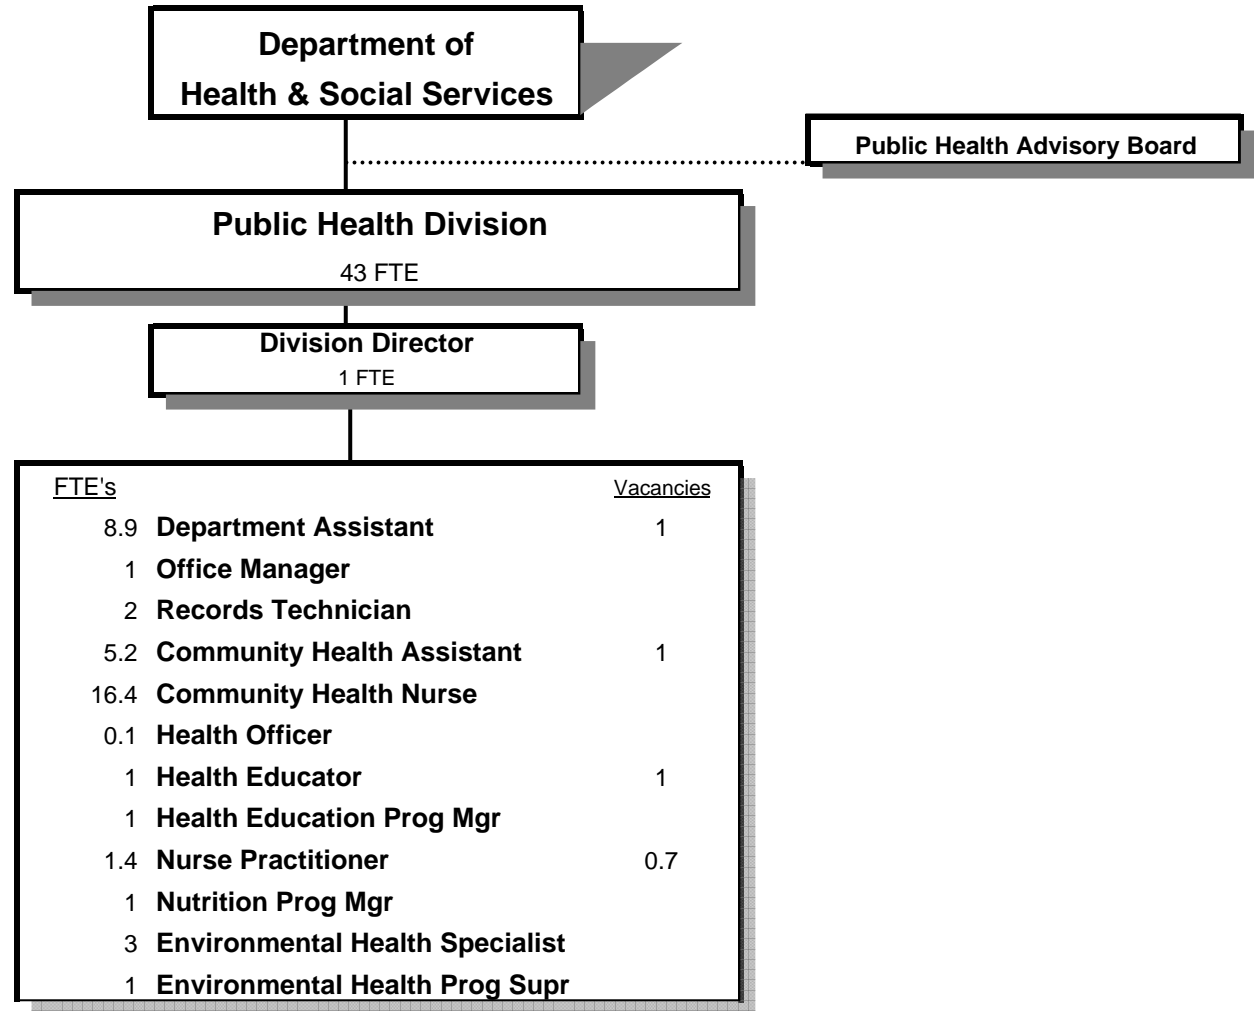 Department of
Health & Social Services
Public Health Advisory Board
Public Health Division
43 FTE
Division Director
1 FTE
FTE's Vacancies
8.9 Department Assistant 1
1 Office Manager
2 Records Technician
5.2 Community Health Assistant 1
16.4 Community Health Nurse
0.1 Health Officer
1 Health Educator 1
1 Health Education Prog Mgr
1.4 Nurse Practitioner 0.7
1 Nutrition Prog Mgr
3 Environmental Health Specialist
1 Environmental Health Prog Supr